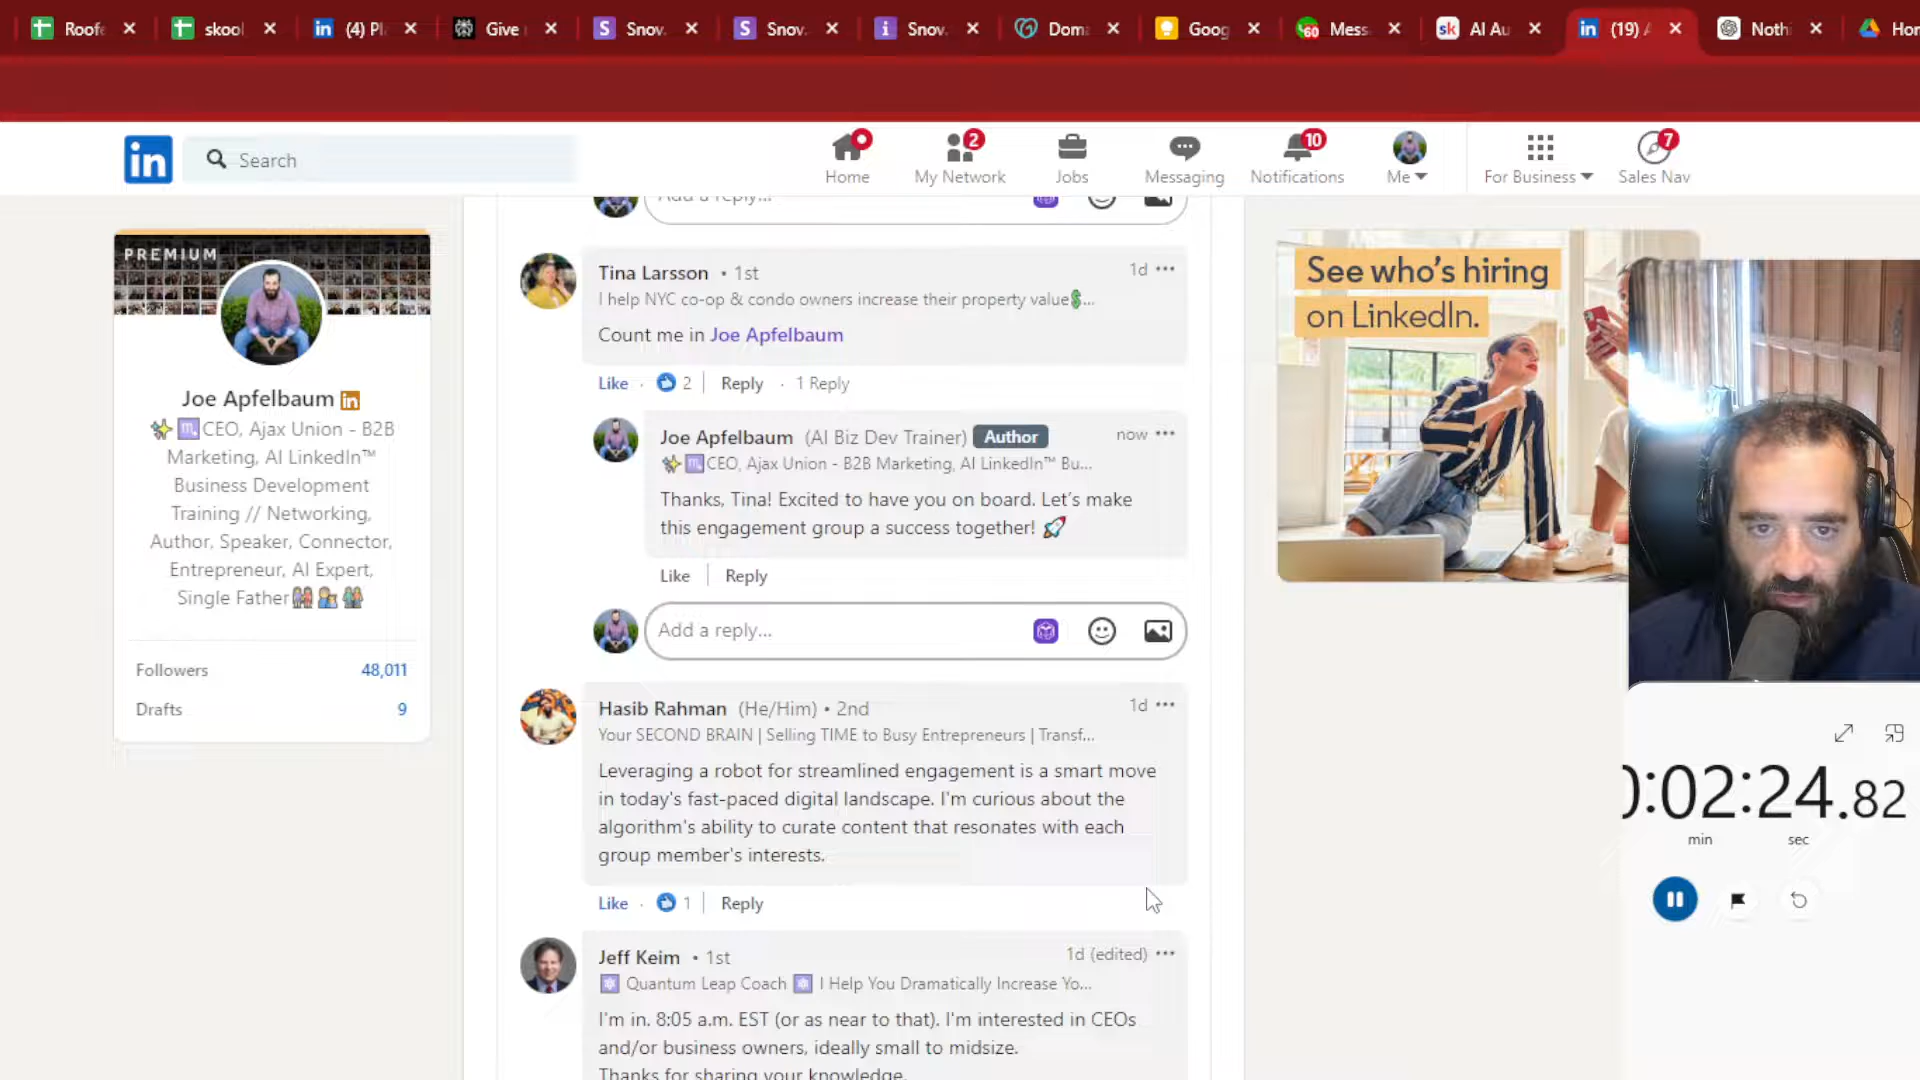 Roofe
skool
(4) Pl
Give
Snov.
Snov.
Snov.
Dom
Goog
60
Mess
sk
AI Au
in
(19)
Noth
Hon
in
Search
Home
2
My Network
Jobs
Messaging
10
Notifications
Me
For Business
7
Sales Nav
PREMIUM
Joe Apfelbaum in
CEO, Ajax Union - B2B
Marketing, AI LinkedIn™
Business Development
Training // Networking,
Author, Speaker, Connector,
Entrepreneur, AI Expert,
Single Father
Followers 48,011
Drafts 9
Add a reply...
Tina Larsson • 1st 1d
I help NYC co-op & condo owners increase their property value...
Count me in Joe Apfelbaum
Like · 2 | Reply · 1 Reply
Joe Apfelbaum (AI Biz Dev Trainer) Author now
CEO, Ajax Union - B2B Marketing, AI LinkedIn™ Bu...
Thanks, Tina! Excited to have you on board. Let's make
this engagement group a success together! 🚀
Like | Reply
Add a reply...
Hasib Rahman (He/Him) • 2nd 1d
Your SECOND BRAIN | Selling TIME to Busy Entrepreneurs | Transf...
Leveraging a robot for streamlined engagement is a smart move
in today's fast-paced digital landscape. I'm curious about the
algorithm's ability to curate content that resonates with each
group member's interests.
Like · 1 | Reply
Jeff Keim • 1st 1d (edited)
Quantum Leap Coach I Help You Dramatically Increase Yo...
I'm in. 8:05 a.m. EST (or as near to that). I'm interested in CEOs
and/or business owners, ideally small to midsize.
Thanks for sharing your knowledge.
See who's hiring
on LinkedIn.
0:02:24.82
min sec